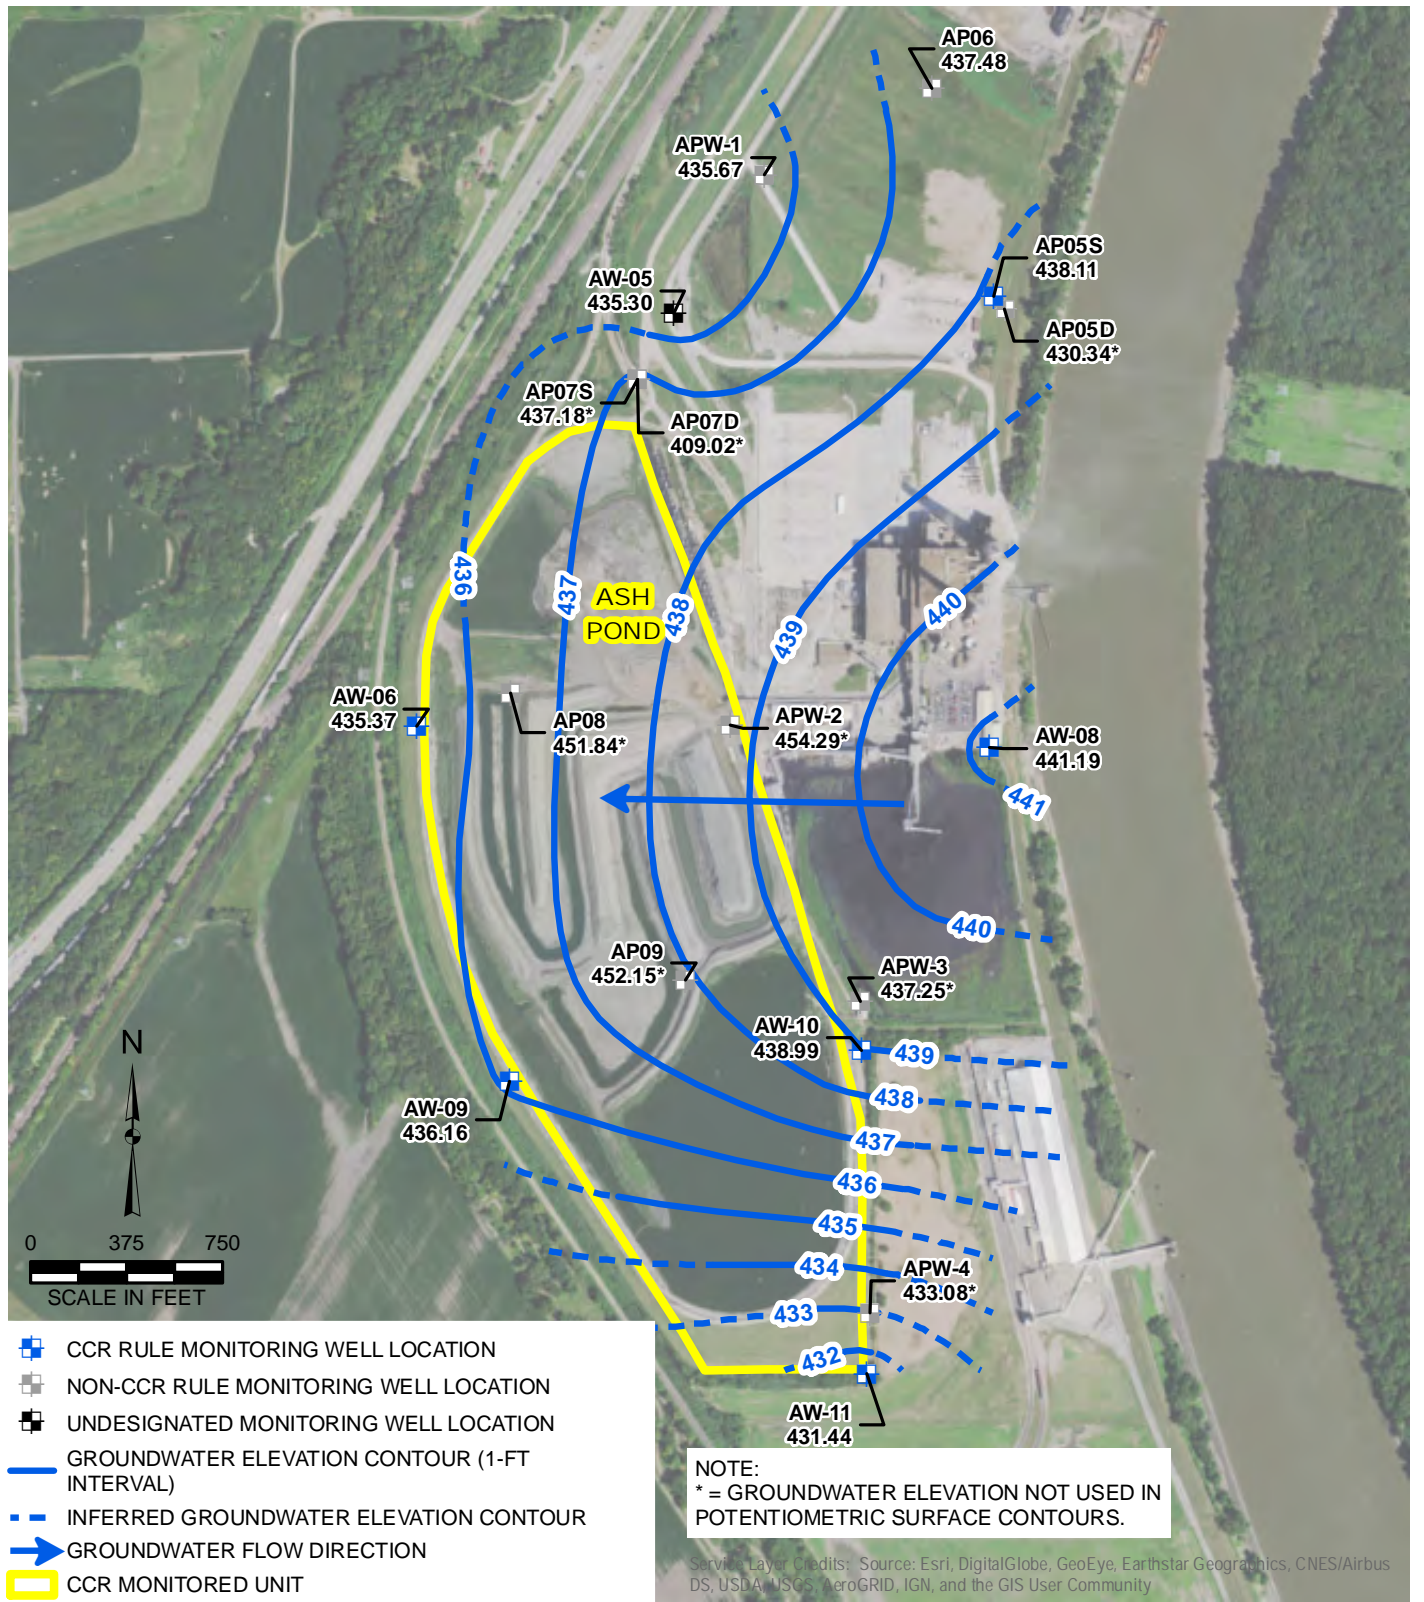 AP06
437.48
APW-1
435.67
AP05S
438.11
AW-05
435.30
AP05D
430.34*
AP07S
437.18*
AP07D
409.02*
436
437
ASH
POND
438
439
440
AW-06
435.37
AP08
451.84*
APW-2
454.29*
AW-08
441.19
441
440
AP09
452.15*
APW-3
437.25*
AW-10
438.99
439
438
437
436
435
434
433
432
AW-09
436.16
APW-4
433.08*
AW-11
431.44
N
0 375 750
SCALE IN FEET
CCR RULE MONITORING WELL LOCATION
NON-CCR RULE MONITORING WELL LOCATION
UNDESIGNATED MONITORING WELL LOCATION
GROUNDWATER ELEVATION CONTOUR (1-FT
INTERVAL)
INFERRED GROUNDWATER ELEVATION CONTOUR
GROUNDWATER FLOW DIRECTION
CCR MONITORED UNIT
NOTE:
* = GROUNDWATER ELEVATION NOT USED IN
POTENTIOMETRIC SURFACE CONTOURS.
Service Layer Credits: Source: Esri, DigitalGlobe, GeoEye, Earthstar Geographics, CNES/Airbus
DS, USDA, USGS, AeroGRID, IGN, and the GIS User Community